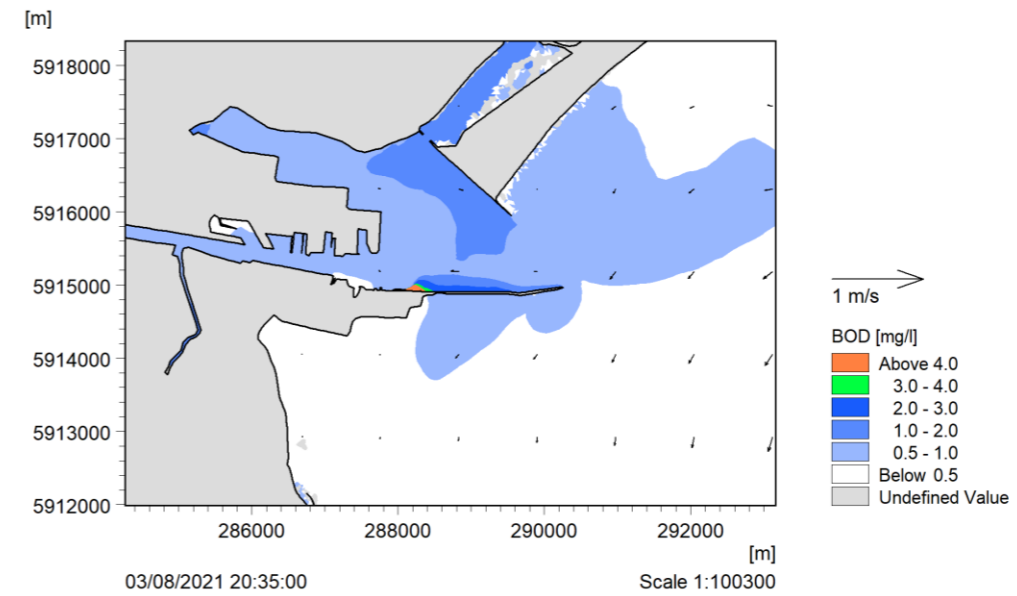 [m]
5918000
5917000
5916000
5915000
5914000
5913000
5912000
286000 288000 290000 292000
[m]
03/08/2021 20:35:00 Scale 1:100300
1 m/s
BOD [mg/l]
Above 4.0
3.0 - 4.0
2.0 - 3.0
1.0 - 2.0
0.5 - 1.0
Below 0.5
Undefined Value